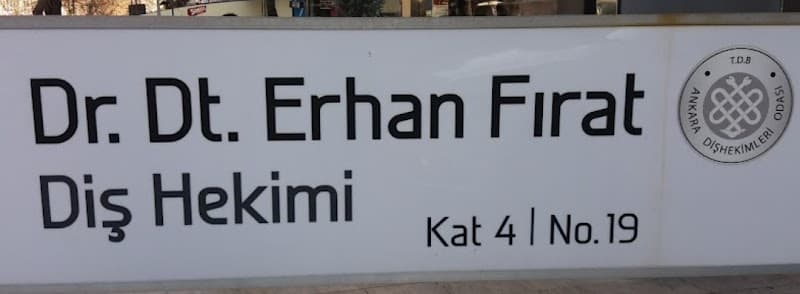 Dr. Dt. Erhan Fırat
Diş Hekimi
Kat 4 | No.19
T.D.B
ANKARA DİŞHEKİMLERİ ODASI